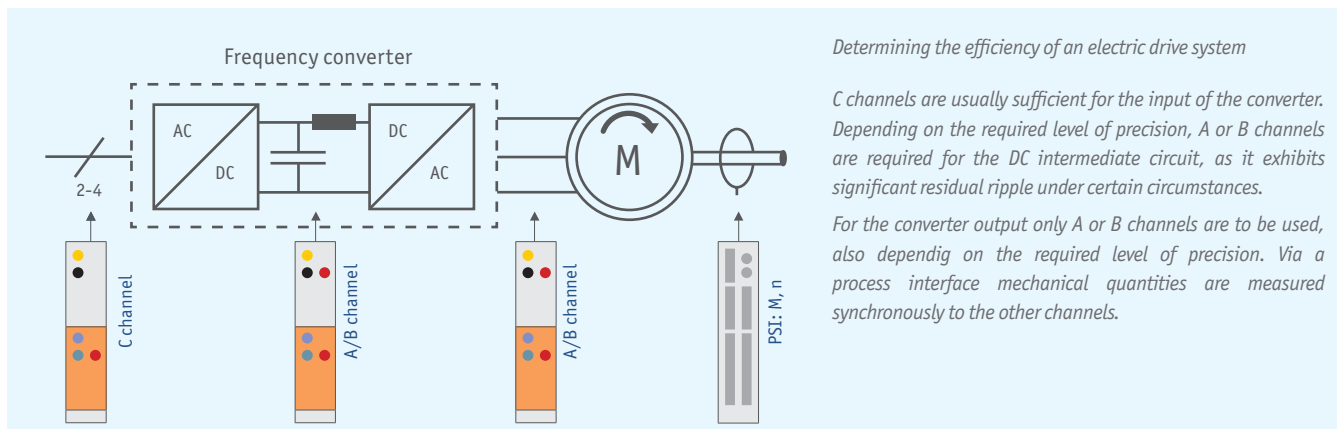 Frequency converter
AC
DC
DC
AC
M
2-4
C channel
A/B channel
A/B channel
PSI: M, n
Determining the efficiency of an electric drive system
C channels are usually sufficient for the input of the converter.
Depending on the required level of precision, A or B channels
are required for the DC intermediate circuit, as it exhibits
significant residual ripple under certain circumstances.
For the converter output only A or B channels are to be used,
also dependig on the required level of precision. Via a
process interface mechanical quantities are measured
synchronously to the other channels.